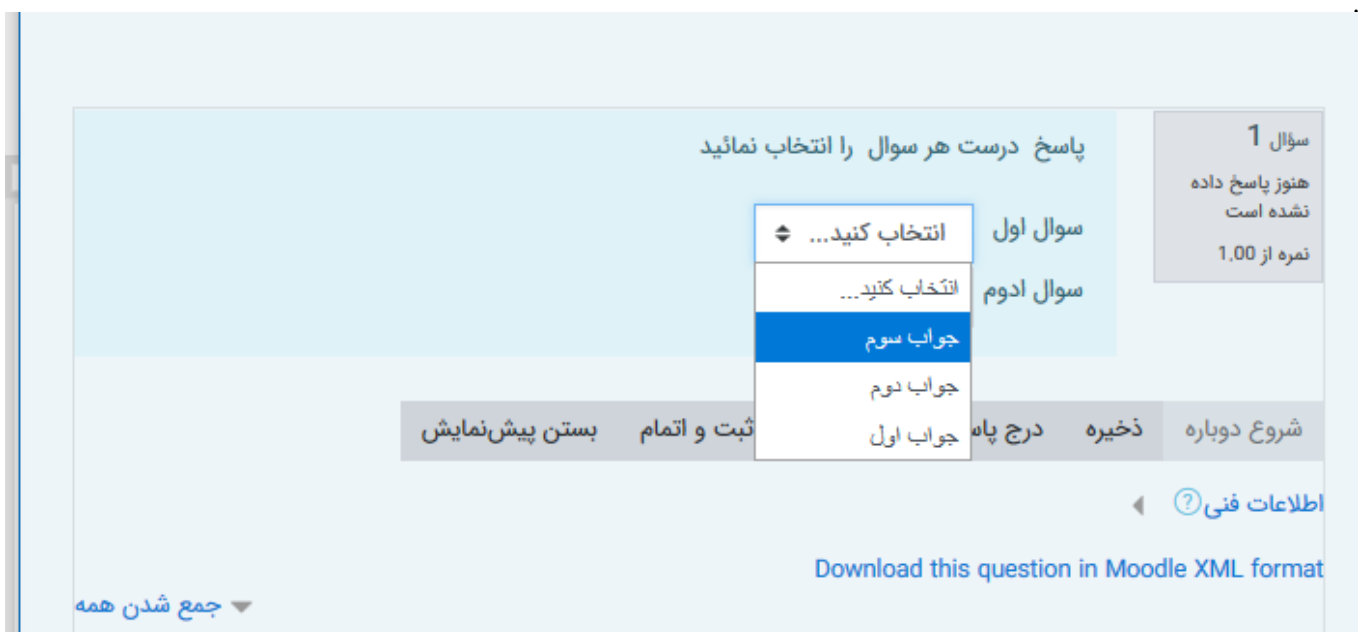 .
سؤال 1
هنوز پاسخ داده
نشده است
نمره از 1,00
پاسخ درست هر سوال را انتخاب نمائید
سوال اول انتخاب کنید...
سوال ادوم
انتخاب کنید...
جواب سوم
جواب دوم
جواب اول
شروع دوباره ذخیره درج پاس ثبت و اتمام بستن پیش‌نمایش
اطلاعات فنی
Download this question in Moodle XML format
جمع شدن همه